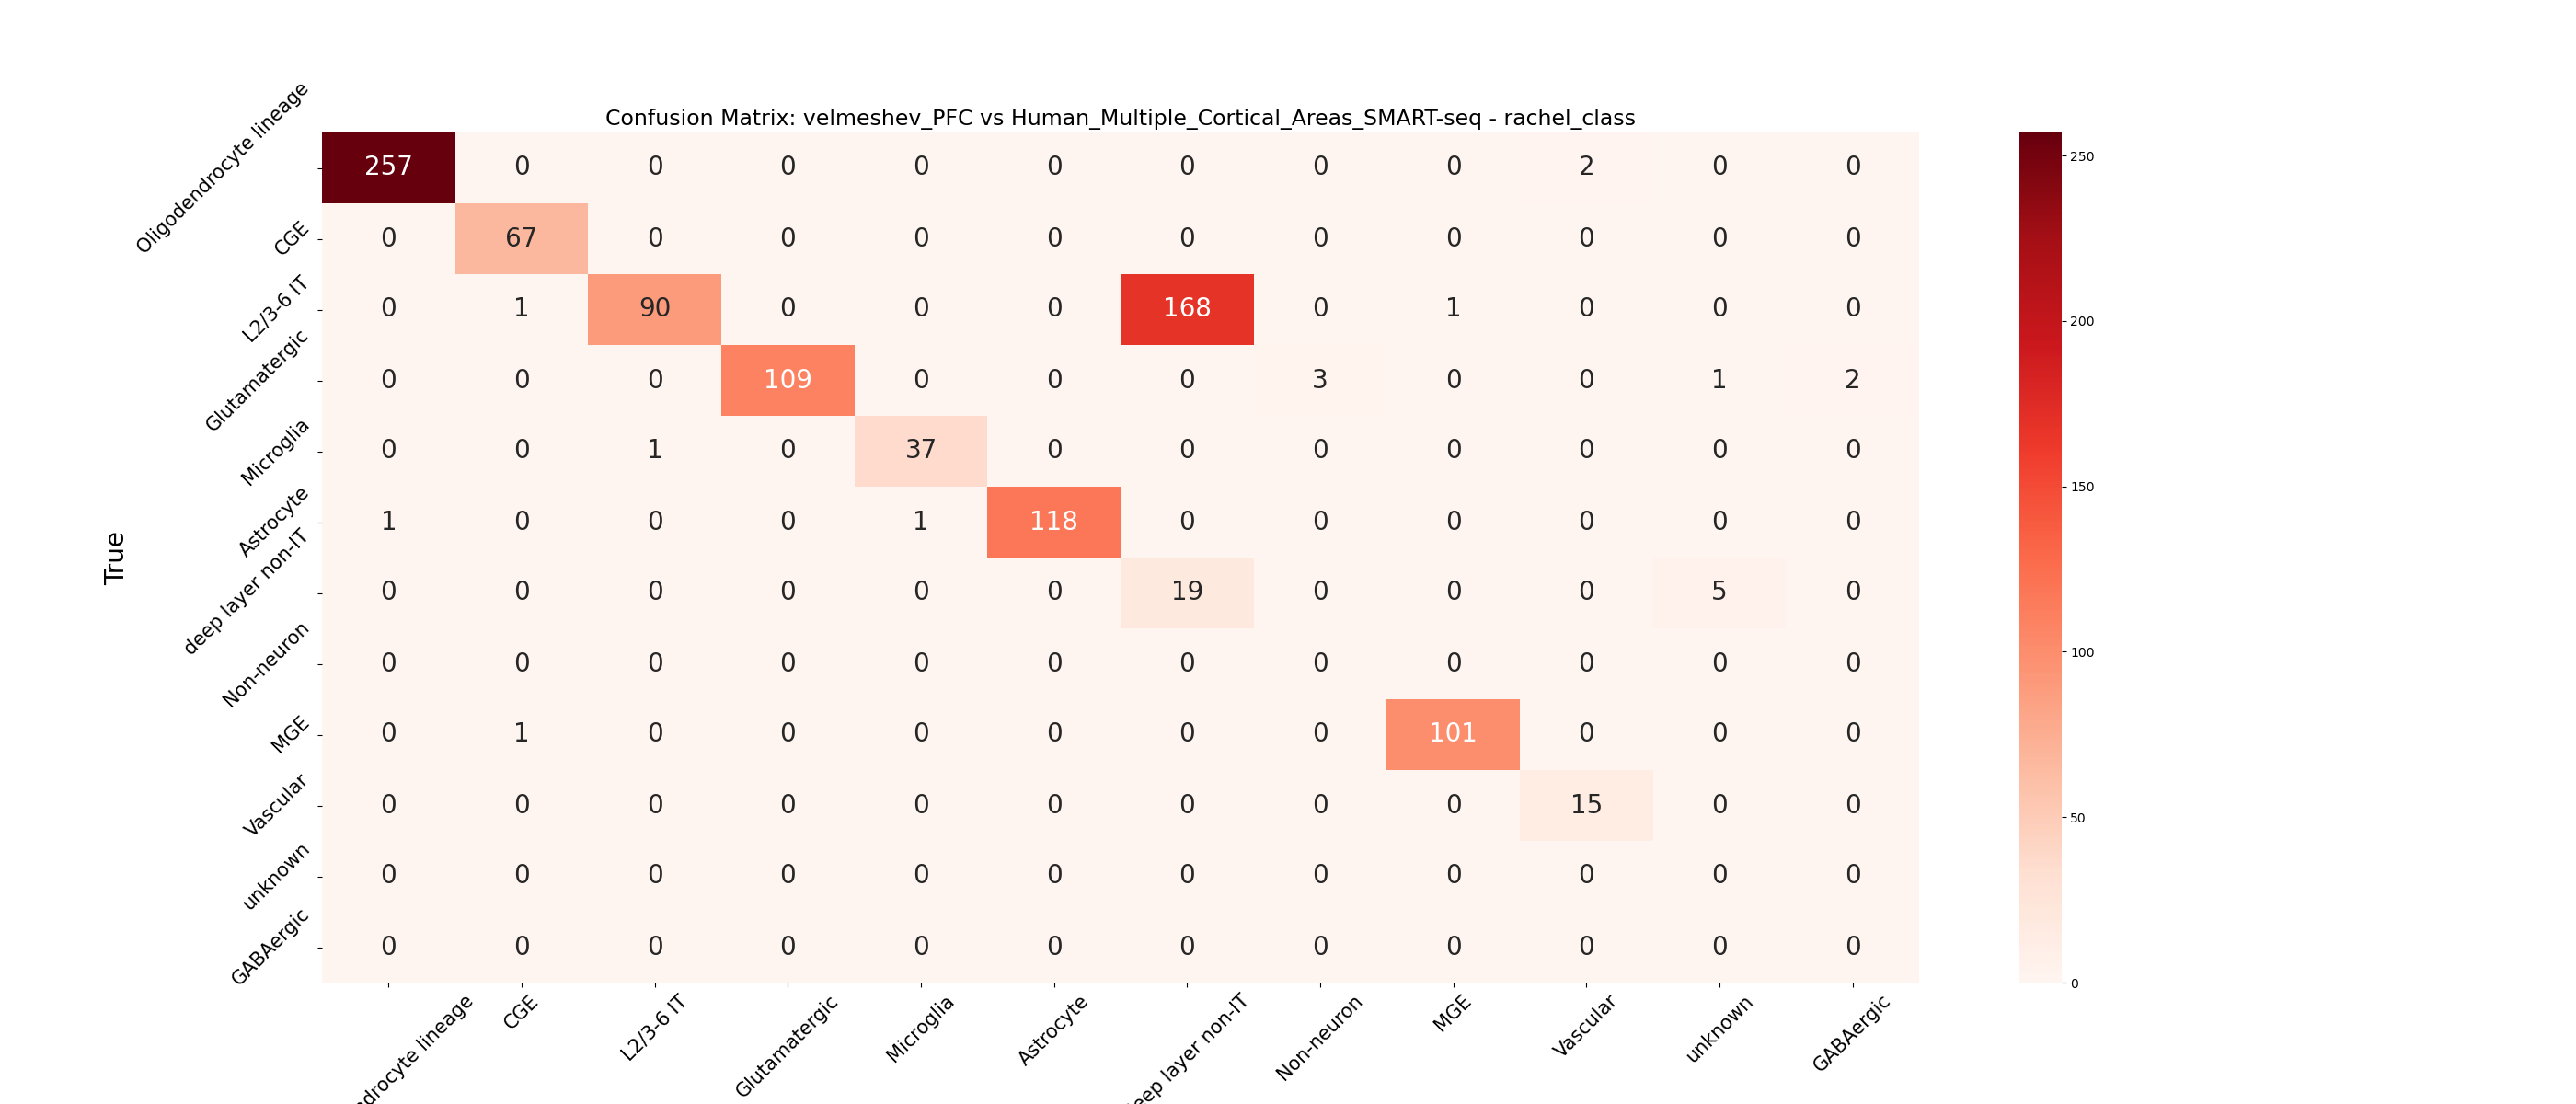 Confusion Matrix: velmeshev_PFC vs Human_Multiple_Cortical_Areas_SMART-seq - rachel_class
True
Oligodendrocyte lineage 257 0 0 0 0 0 0 0 0 2 0 0
CGE 0 67 0 0 0 0 0 0 0 0 0 0
L2/3-6 IT 0 1 90 0 0 0 168 0 1 0 0 0
Glutamatergic 0 0 0 109 0 0 0 3 0 0 1 2
Microglia 0 0 1 0 37 0 0 0 0 0 0 0
Astrocyte 1 0 0 0 1 118 0 0 0 0 0 0
deep layer non-IT 0 0 0 0 0 0 19 0 0 0 5 0
Non-neuron 0 0 0 0 0 0 0 0 0 0 0 0
MGE 0 1 0 0 0 0 0 0 101 0 0 0
Vascular 0 0 0 0 0 0 0 0 0 15 0 0
unknown 0 0 0 0 0 0 0 0 0 0 0 0
GABAergic 0 0 0 0 0 0 0 0 0 0 0 0
ndrocyte lineage CGE L2/3-6 IT Glutamatergic Microglia Astrocyte eep layer non-IT Non-neuron MGE Vascular unknown GABAergic
250
200
150
100
50
0